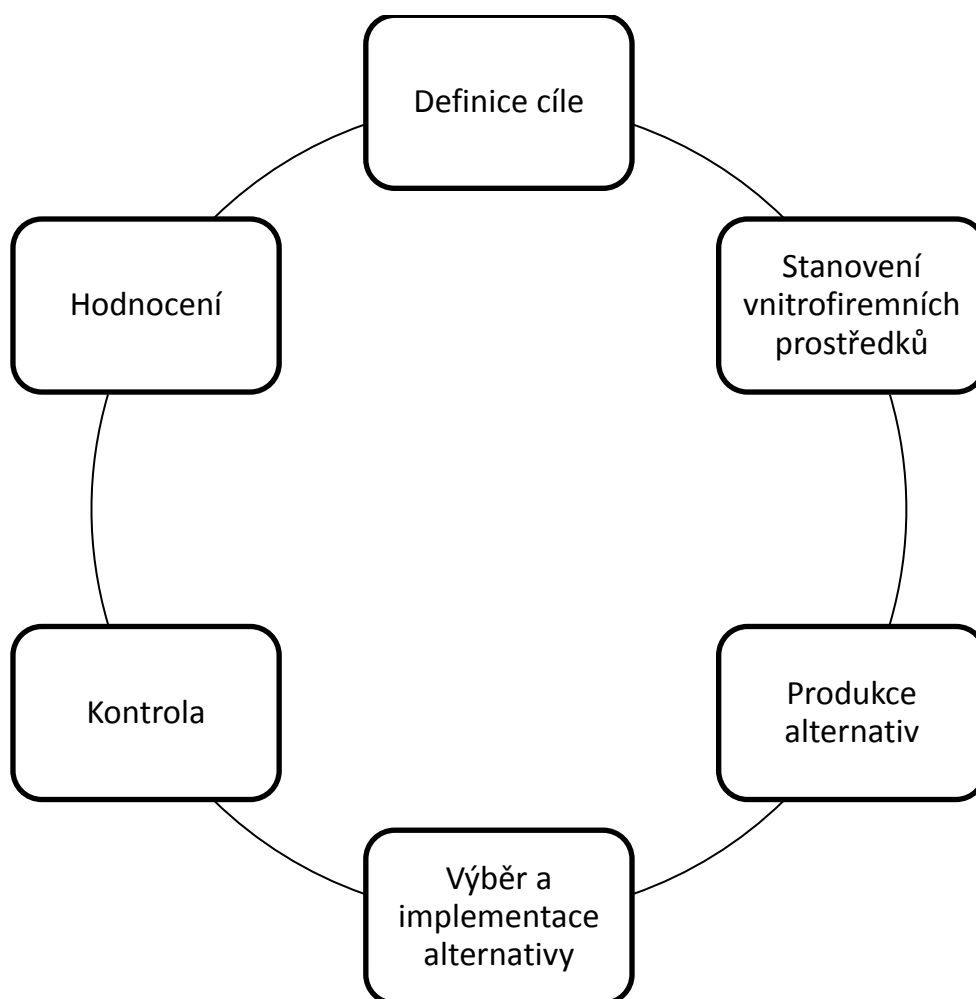 Definice cíle
Stanovení
vnitrofiremních
prostředků
Produkce
alternativ
Výběr a
implementace
alternativy
Kontrola
Hodnocení